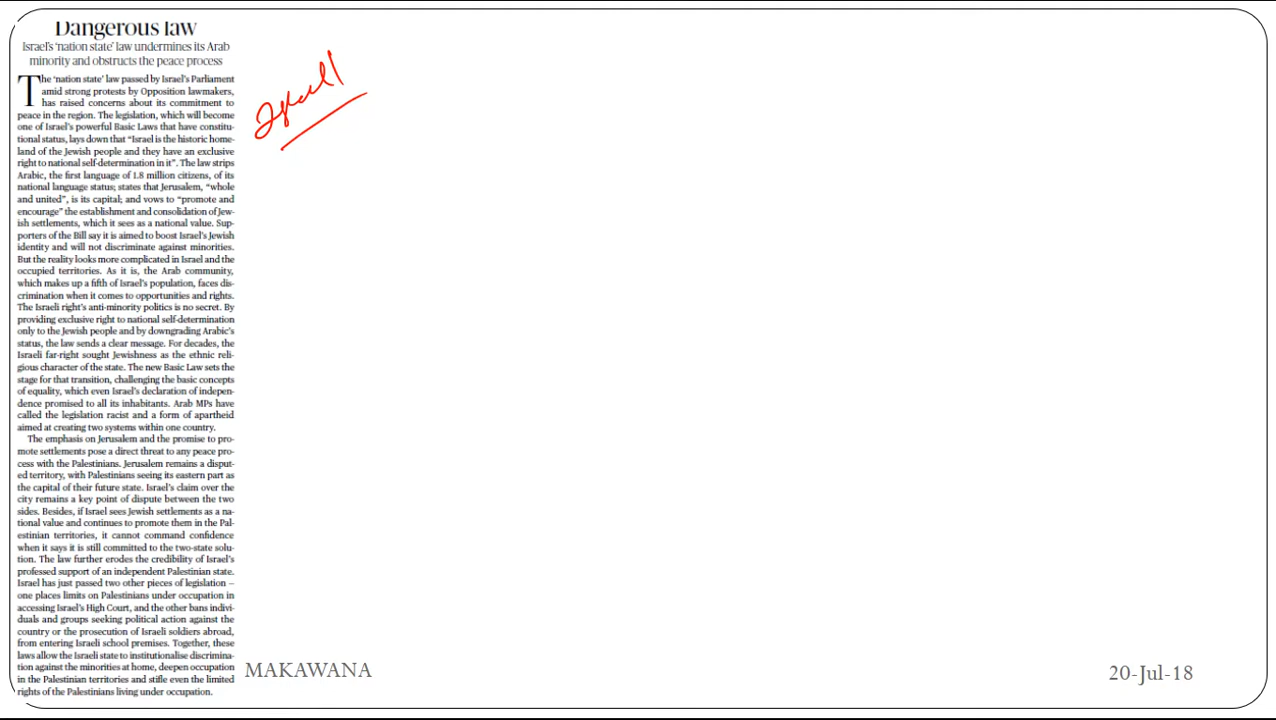 Dangerous law
Israel's 'nation state' law undermines its Arab
minority and obstructs the peace process
The 'nation state' law passed by Israel's Parliament
amid strong protests by Opposition lawmakers,
has raised concerns about its commitment to
peace in the region. The legislation, which will become
one of Israel's powerful Basic Laws that have constitu-
tional status, lays down that "Israel is the historic home-
land of the Jewish people and they have an exclusive
right to national self-determination in it". The law strips
Arabic, the first language of 1.8 million citizens, of its
national language status; states that Jerusalem, "whole
and united", is its capital; and vows to "promote and
encourage" the establishment and consolidation of Jew-
ish settlements, which it sees as a national value. Sup-
porters of the Bill say it is aimed to boost Israel's Jewish
identity and will not discriminate against minorities.
But the reality looks more complicated in Israel and the
occupied territories. As it is, the Arab community,
which makes up a fifth of Israel's population, faces dis-
crimination when it comes to opportunities and rights.
The Israeli right's anti-minority politics is no secret. By
providing exclusive right to national self-determination
only to the Jewish people and by downgrading Arabic's
status, the law sends a clear message. For decades, the
Israeli far-right sought Jewishness as the ethnic reli-
gious character of the state. The new Basic Law sets the
stage for that transition, challenging the basic concepts
of equality, which even Israel's declaration of indepen-
dence promised to all its inhabitants. Arab MPs have
called the legislation racist and a form of apartheid
aimed at creating two systems within one country.
The emphasis on Jerusalem and the promise to pro-
mote settlements pose a direct threat to any peace pro-
cess with the Palestinians. Jerusalem remains a disput-
ed territory, with Palestinians seeing its eastern part as
the capital of their future state. Israel's claim over the
city remains a key point of dispute between the two
sides. Besides, if Israel sees Jewish settlements as a na-
tional value and continues to promote them in the Pal-
estinian territories, it cannot command confidence
when it says it is still committed to the two-state solu-
tion. The law further erodes the credibility of Israel's
professed support of an independent Palestinian state.
Israel has just passed two other pieces of legislation –
one places limits on Palestinians under occupation in
accessing Israel's High Court, and the other bans indivi-
duals and groups seeking political action against the
country or the prosecution of Israeli soldiers abroad,
from entering Israeli school premises. Together, these
laws allow the Israeli state to institutionalise discrimina-
tion against the minorities at home, deepen occupation
in the Palestinian territories and stifle even the limited
rights of the Palestinians living under occupation.
MAKAWANA
20-Jul-18